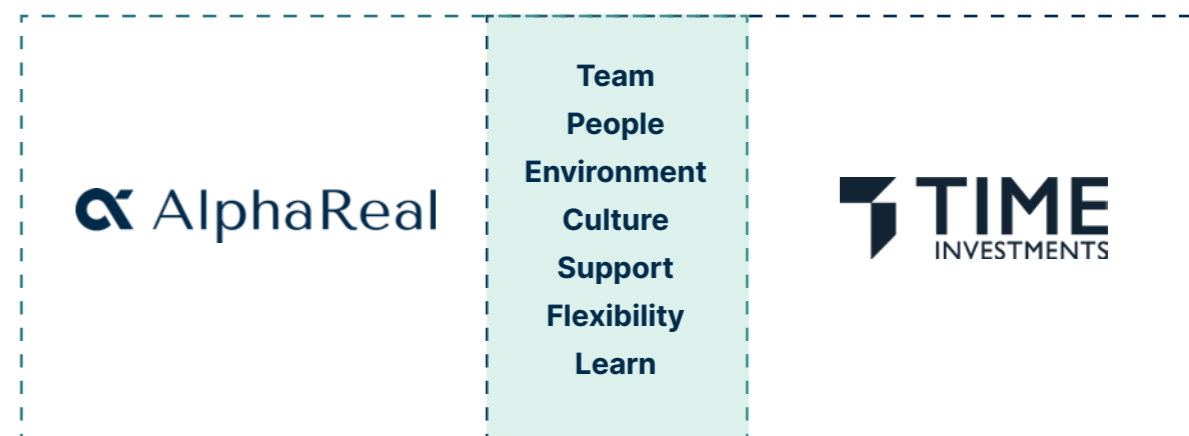 AlphaReal
Team
People
Environment
Culture
Support
Flexibility
Learn
TIME
INVESTMENTS